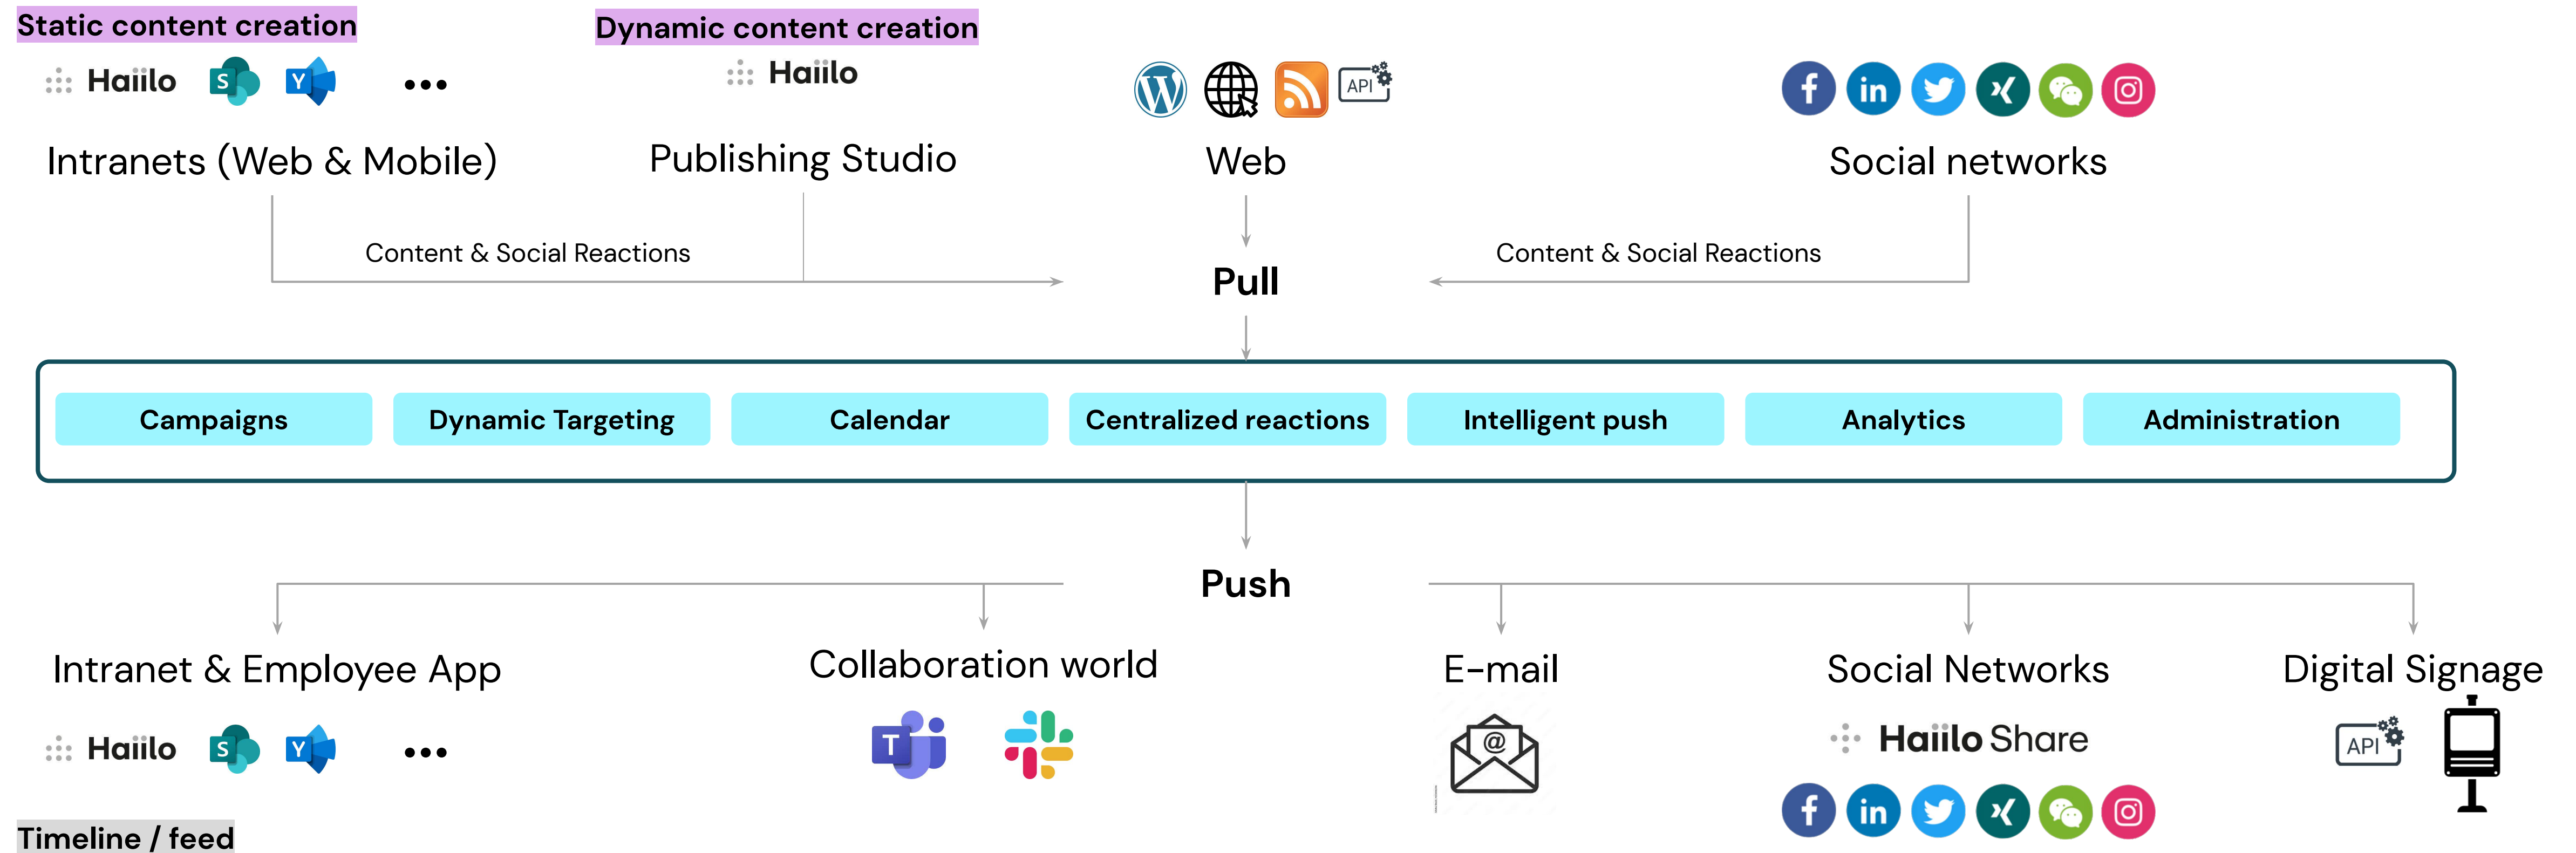 Static content creation
Dynamic content creation
Haiilo
S
Y
Haiilo
W
API
f
in
Intranets (Web & Mobile)
Publishing Studio
Web
Social networks
Content & Social Reactions
Content & Social Reactions
Pull
Campaigns
Dynamic Targeting
Calendar
Centralized reactions
Intelligent push
Analytics
Administration
Push
Intranet & Employee App
Collaboration world
E-mail
Social Networks
Digital Signage
Haiilo
S
Y
T
@
Haiilo Share
API
f
in
Timeline / feed